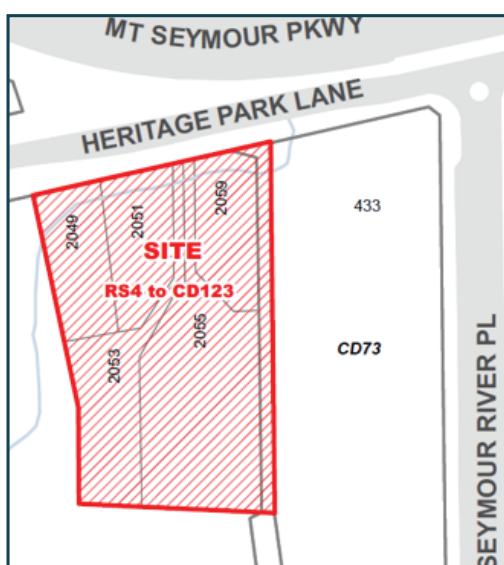 MT SEYMOUR PKWY
HERITAGE PARK LANE
2049
2051
2059
433
SITE
RS4 to CD123
2055
2053
CD73
SEYMOUR RIVER PL